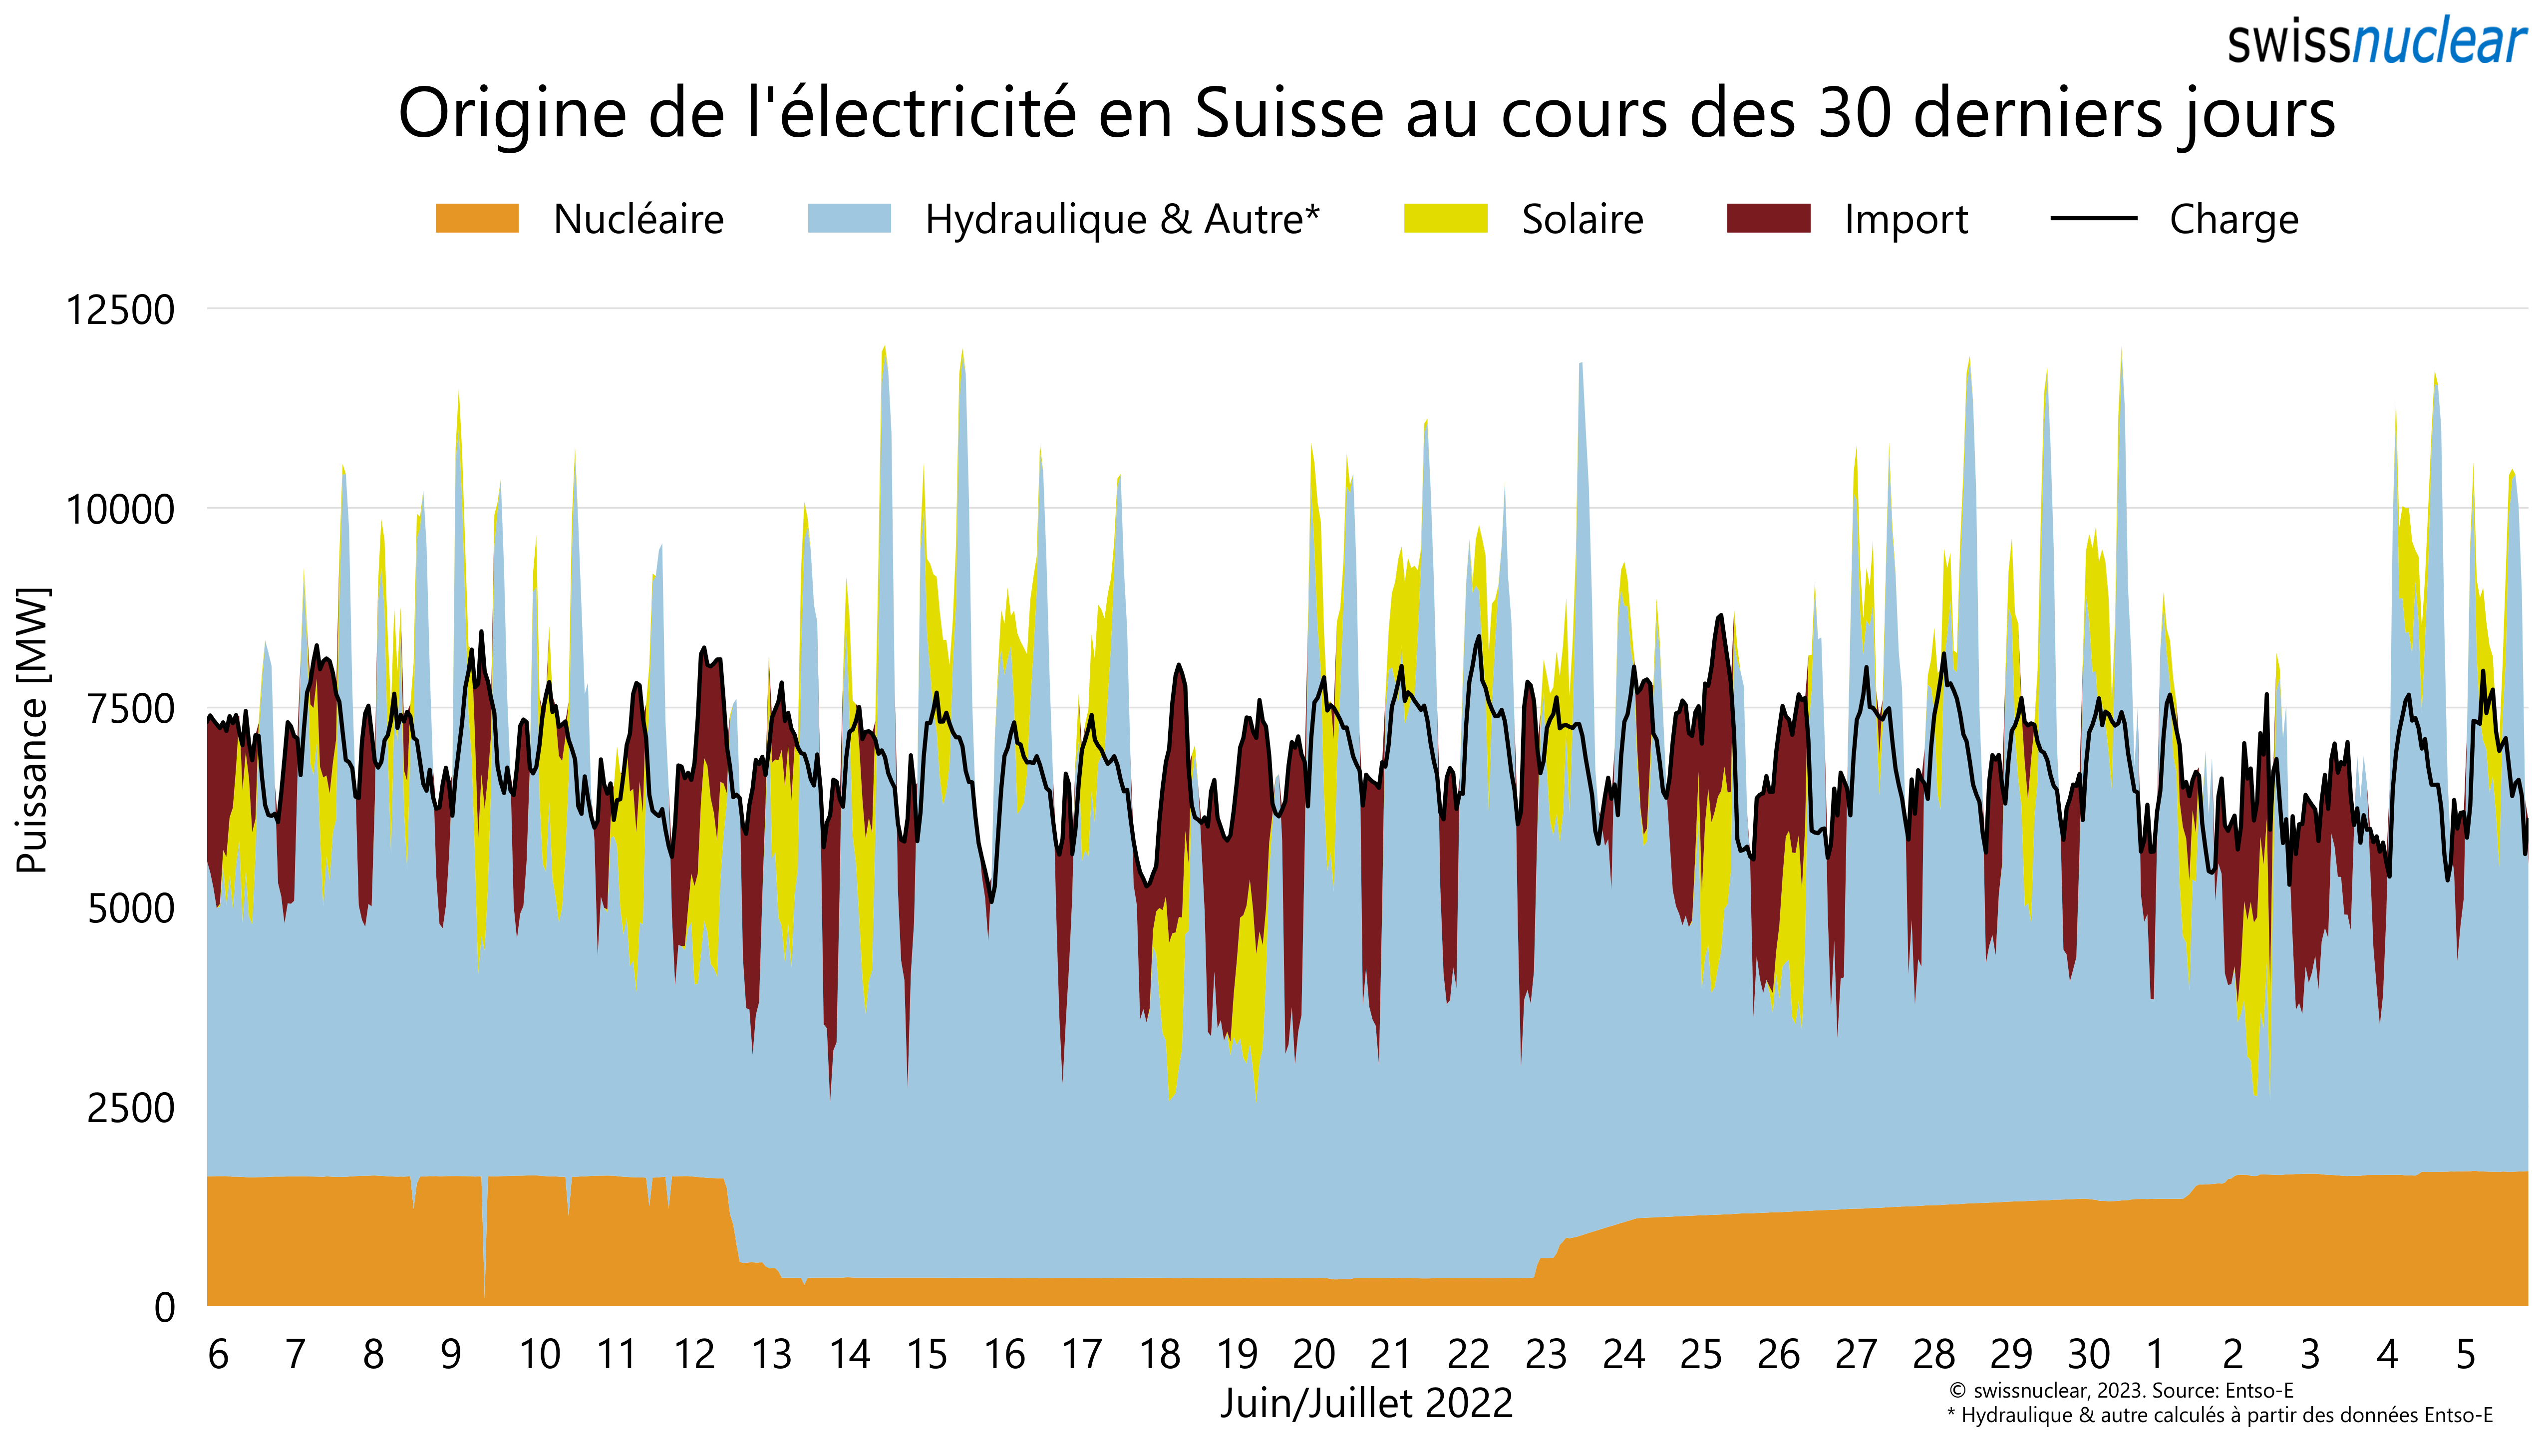 swissnuclear
Origine de l'électricité en Suisse au cours des 30 derniers jours
Nucléaire Hydraulique & Autre* Solaire Import Charge
12500
10000
7500
5000
2500
0
Puissance [MW]
6 7 8 9 10 11 12 13 14 15 16 17 18 19 20 21 22 23 24 25 26 27 28 29 30 1 2 3 4 5
Juin/Juillet 2022
© swissnuclear, 2023. Source: Entso-E
* Hydraulique & autre calculés à partir des données Entso-E